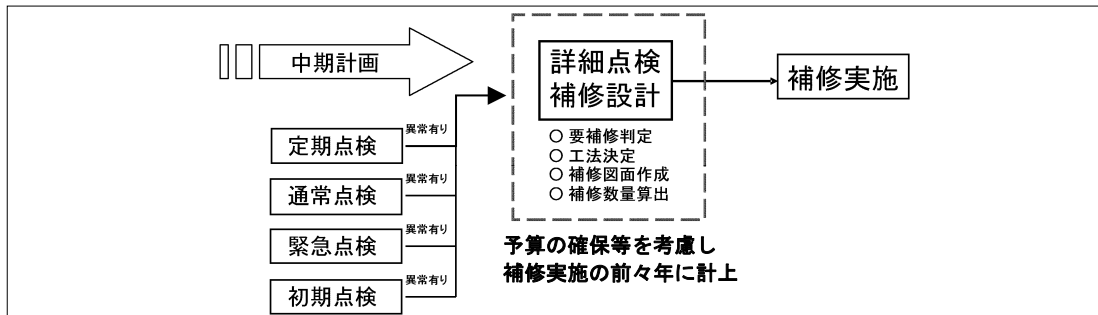 中期計画
詳細点検
補修設計
補修実施
○ 要補修判定
○ 工法決定
○ 補修図面作成
○ 補修数量算出
定期点検
異常有り
通常点検
異常有り
緊急点検
異常有り
初期点検
異常有り
予算の確保等を考慮し
補修実施の前々年に計上